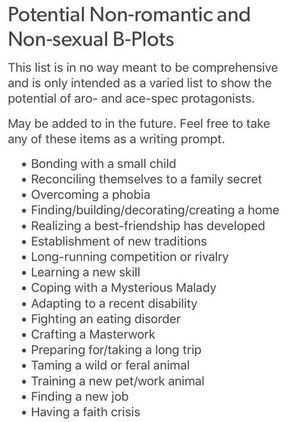 Potential Non-romantic and
Non-sexual B-Plots
This list is in no way meant to be comprehensive
and is only intended as a varied list to show the
potential of aro- and ace-spec protagonists.
May be added to in the future. Feel free to take
any of these items as a writing prompt.
• Bonding with a small child
• Reconciling themselves to a family secret
• Overcoming a phobia
• Finding/building/decorating/creating a home
• Realizing a best-friendship has developed
• Establishment of new traditions
• Long-running competition or rivalry
• Learning a new skill
• Coping with a Mysterious Malady
• Adapting to a recent disability
• Fighting an eating disorder
• Crafting a Masterwork
• Preparing for/taking a long trip
• Taming a wild or feral animal
• Training a new pet/work animal
• Finding a new job
• Having a faith crisis